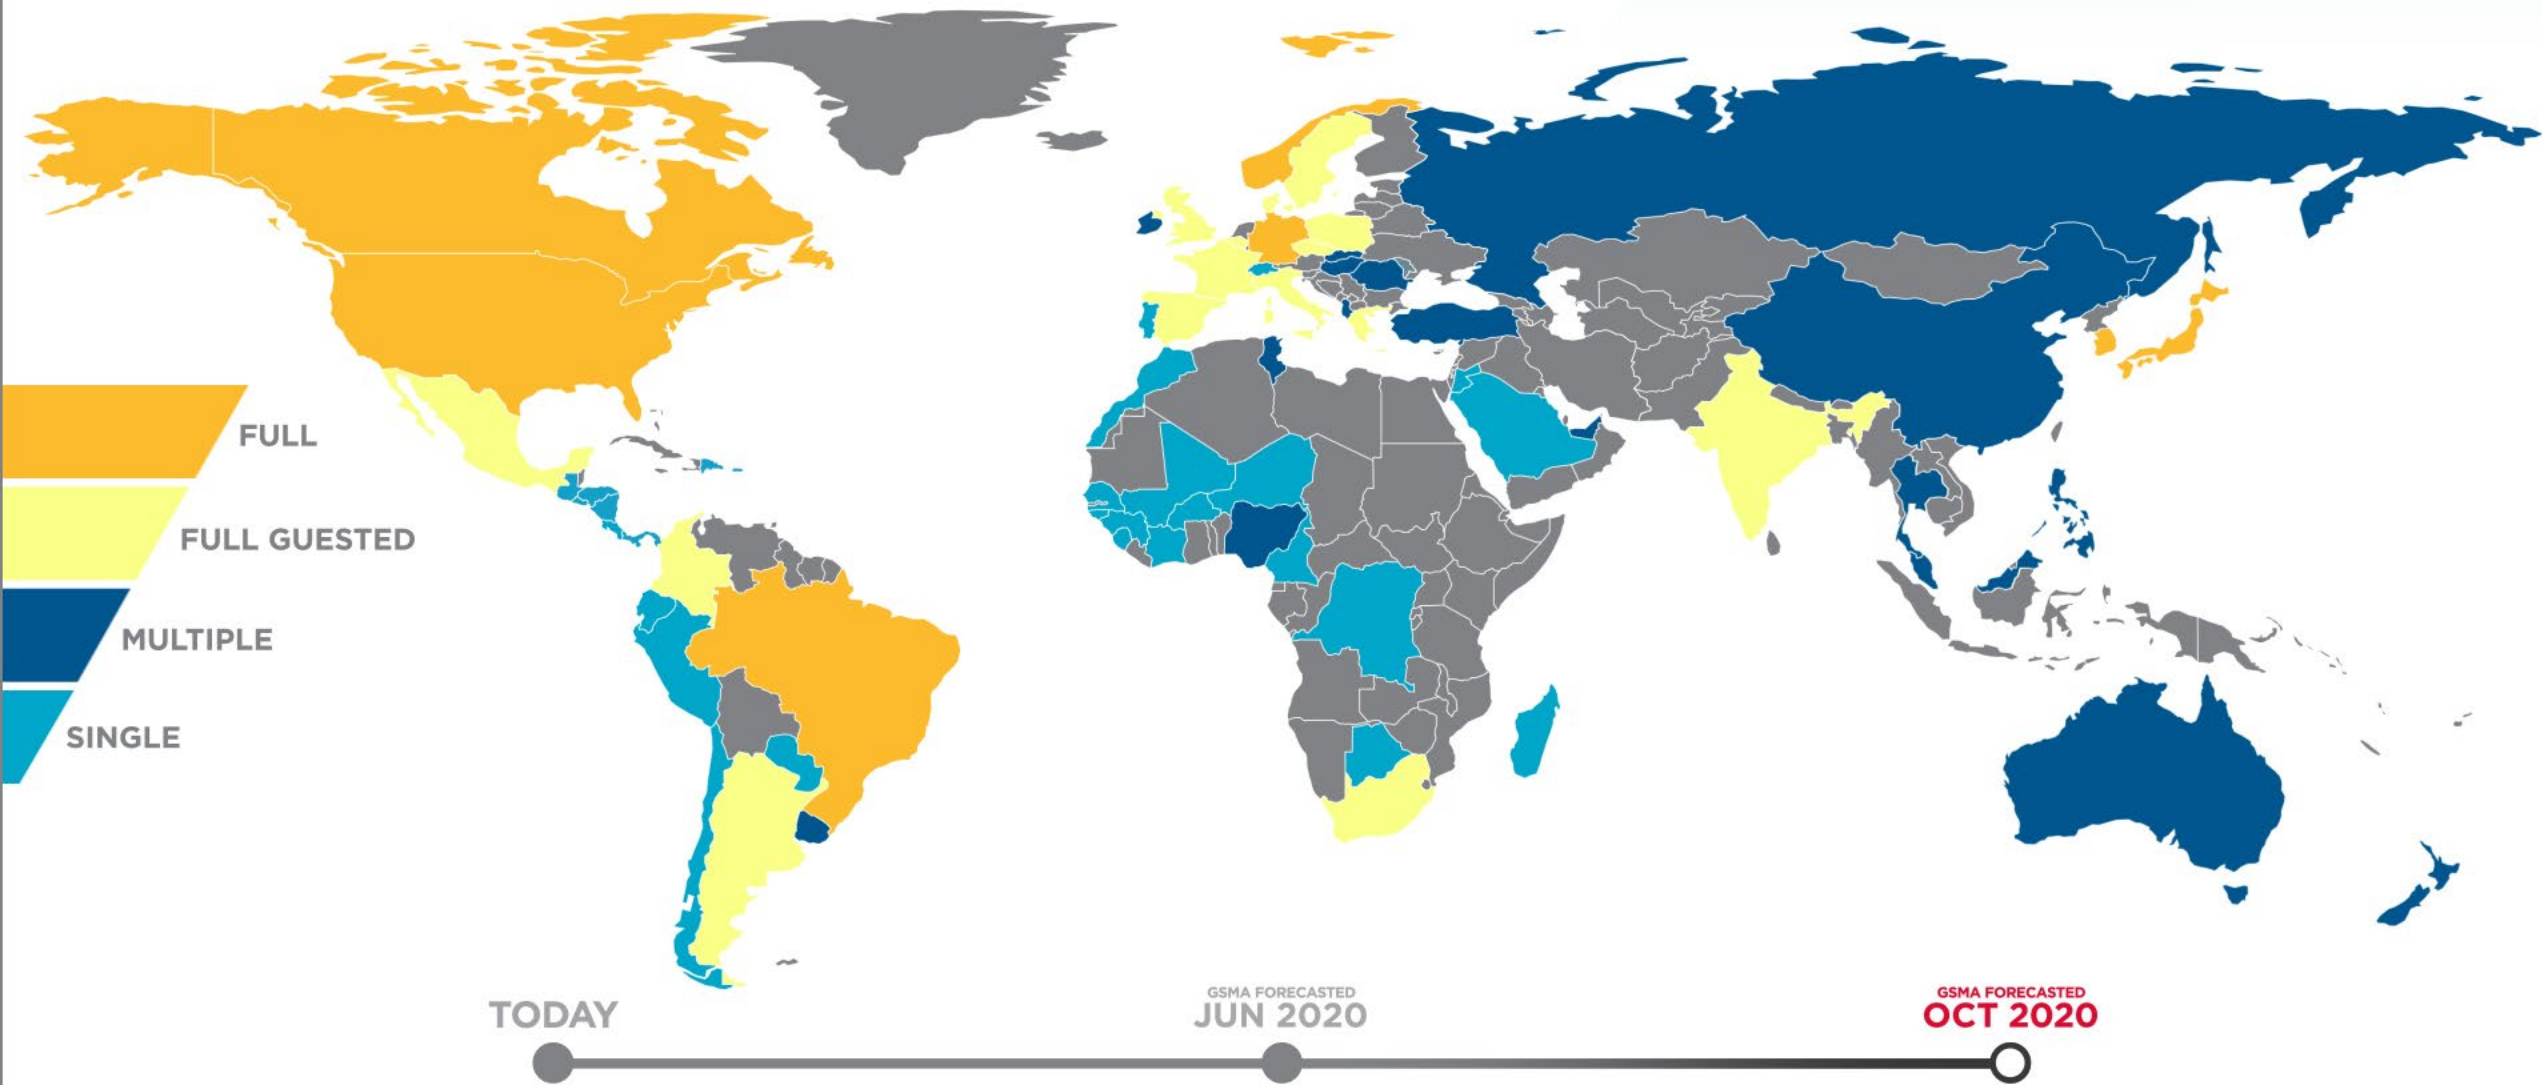 FULL
FULL GUESTED
MULTIPLE
SINGLE
TODAY
GSMA FORECASTED
JUN 2020
GSMA FORECASTED
OCT 2020